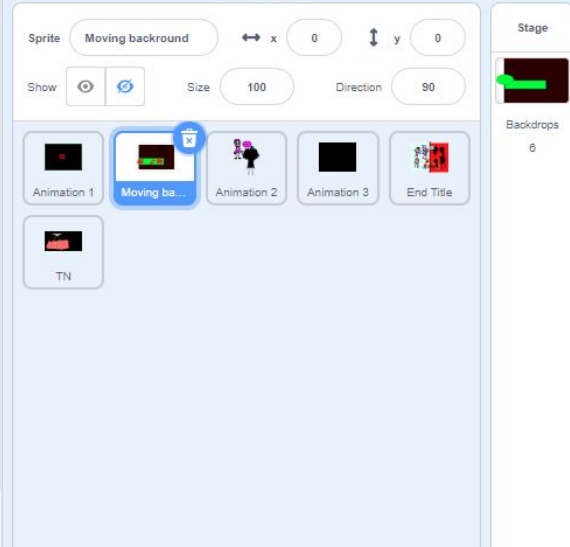 Sprite Moving backround x 0 y 0 Stage
Show Size 100 Direction 90
Backdrops
6
Animation 1 Moving ba... Animation 2 Animation 3 End Title
TN